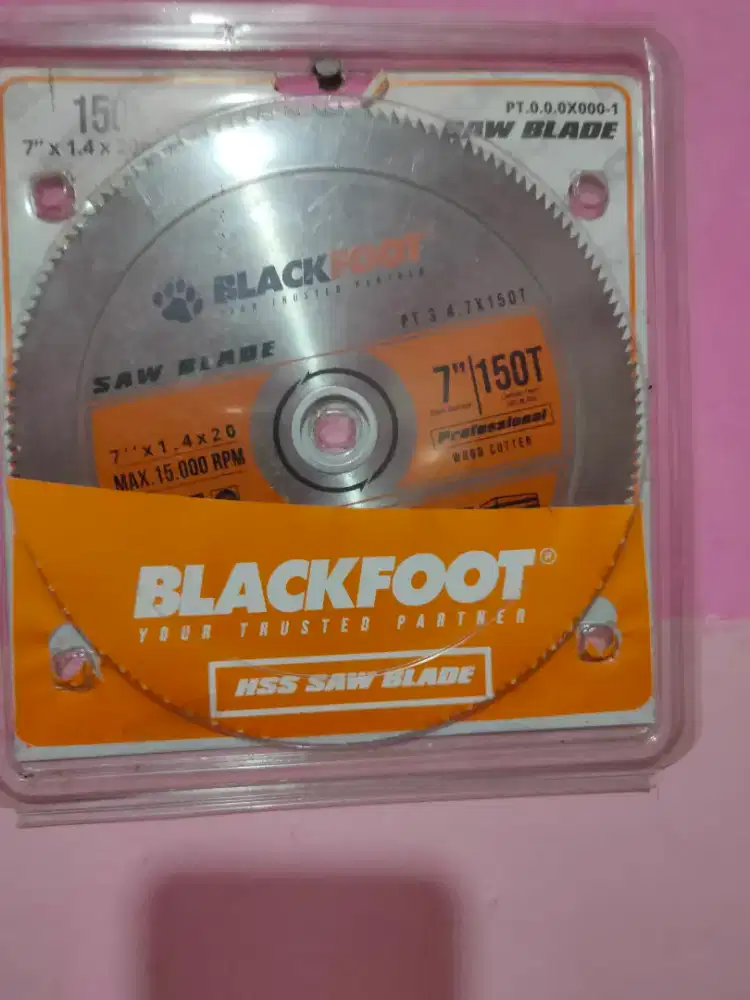 150
PT.0.0.0X000-1
7" x 1.4 x
SAW BLADE
BLACKFOOT
YOUR TRUSTED PARTNER
PT 3 4.7X150T
SAW BLADE
7"|150T
7''x1.4x20
MAX.15.000 RPM
Professional
WOOD CUTTER
BLACKFOOT®
YOUR TRUSTED PARTNER
HSS SAW BLADE